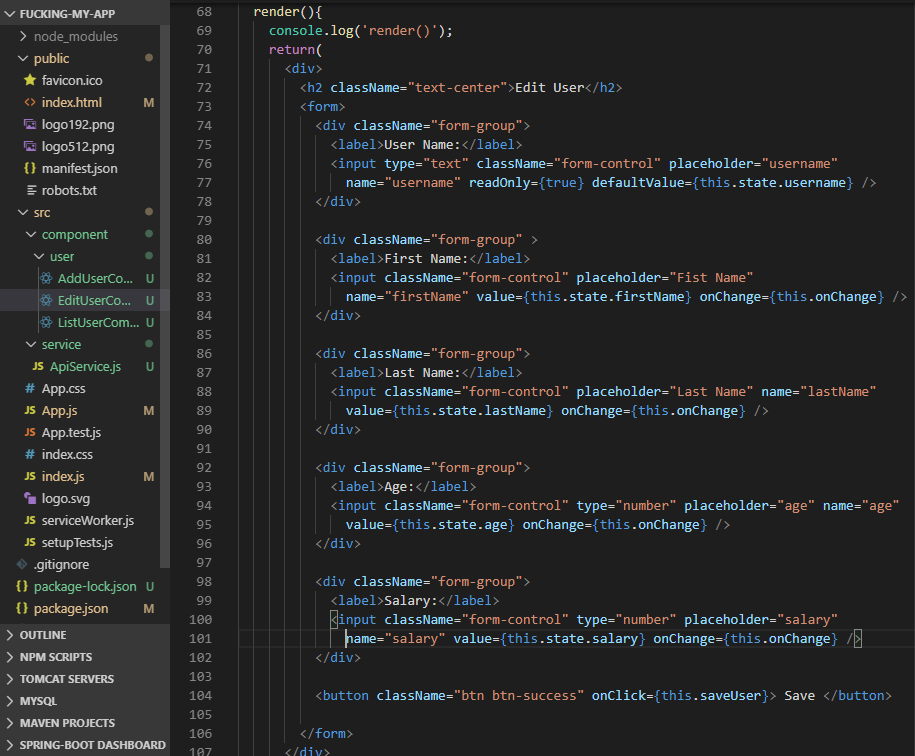 FUCKING-MY-APP
node_modules
public
favicon.ico
<> index.html M
logo192.png
logo512.png
{} manifest.json
robots.txt
src
component
user
AddUserCo... U
EditUserCo... U
ListUserCom... U
service
JS ApiService.js U
# App.css
JS App.js M
JS App.test.js
# index.css
JS index.js M
logo.svg
JS serviceWorker.js
JS setupTests.js
.gitignore
{} package-lock.json U
{} package.json M
OUTLINE
NPM SCRIPTS
TOMCAT SERVERS
MYSQL
MAVEN PROJECTS
SPRING-BOOT DASHBOARD
68 render(){
69 console.log('render()');
70 return(
71 <div>
72 <h2 className="text-center">Edit User</h2>
73 <form>
74 <div className="form-group">
75 <label>User Name:</label>
76 <input type="text" className="form-control" placeholder="username"
77 name="username" readOnly={true} defaultValue={this.state.username} />
78 </div>
79
80 <div className="form-group" >
81 <label>First Name:</label>
82 <input className="form-control" placeholder="Fist Name"
83 name="firstName" value={this.state.firstName} onChange={this.onChange} />
84 </div>
85
86 <div className="form-group">
87 <label>Last Name:</label>
88 <input className="form-control" placeholder="Last Name" name="lastName"
89 value={this.state.lastName} onChange={this.onChange} />
90 </div>
91
92 <div className="form-group">
93 <label>Age:</label>
94 <input className="form-control" type="number" placeholder="age" name="age"
95 value={this.state.age} onChange={this.onChange} />
96 </div>
97
98 <div className="form-group">
99 <label>Salary:</label>
100 <input className="form-control" type="number" placeholder="salary"
101 name="salary" value={this.state.salary} onChange={this.onChange} />
102 </div>
103
104 <button className="btn btn-success" onClick={this.saveUser}> Save </button>
105
106 </form>
107 </div>